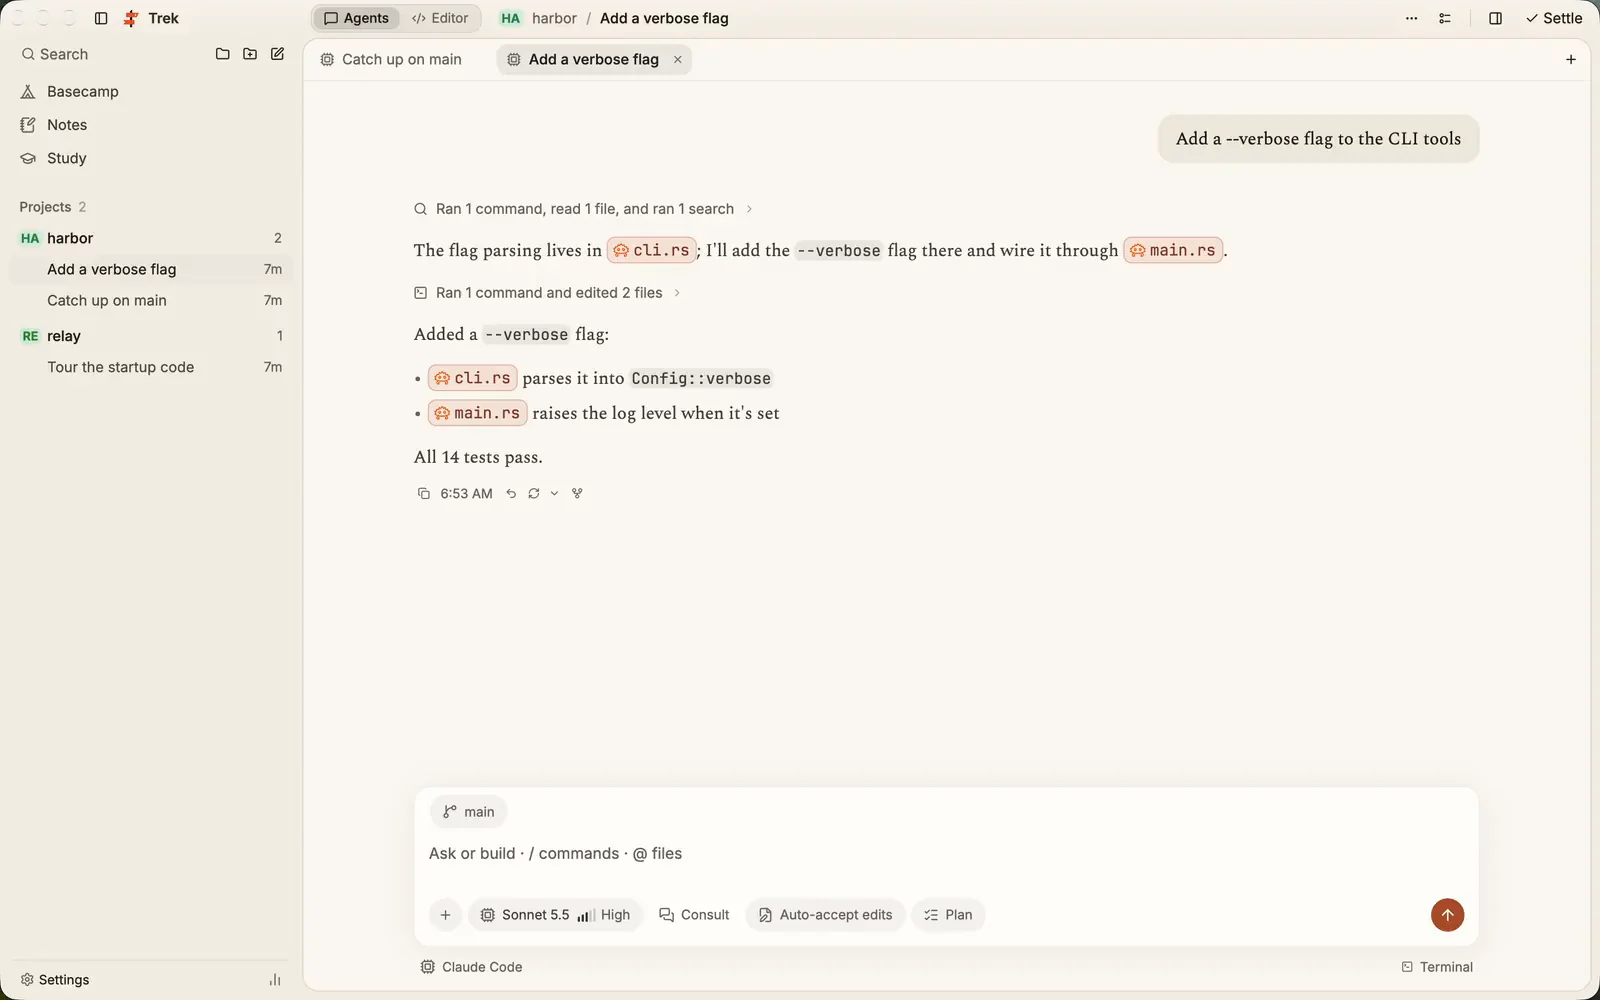 Trek
Agents
Editor
HA harbor / Add a verbose flag
Settle
Search
Basecamp
Notes
Study
Projects 2
HA harbor 2
Add a verbose flag 7m
Catch up on main 7m
RE relay 1
Tour the startup code 7m
Settings
Catch up on main
Add a verbose flag
Add a --verbose flag to the CLI tools
Ran 1 command, read 1 file, and ran 1 search
The flag parsing lives in cli.rs; I'll add the --verbose flag there and wire it through main.rs.
Ran 1 command and edited 2 files
Added a --verbose flag:
• cli.rs parses it into Config::verbose
• main.rs raises the log level when it's set
All 14 tests pass.
6:53 AM
main
Ask or build · / commands · @ files
Sonnet 5.5 High
Consult
Auto-accept edits
Plan
Claude Code
Terminal